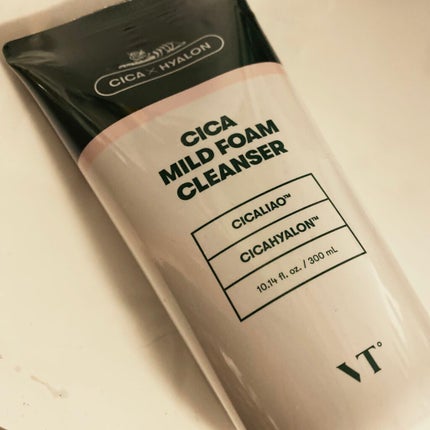 CICA × HYALON
CICA
MILD FOAM
CLEANSER
CICALIAO™
CICAHYALON™
10.14 fl. oz. / 300 mL
VT°